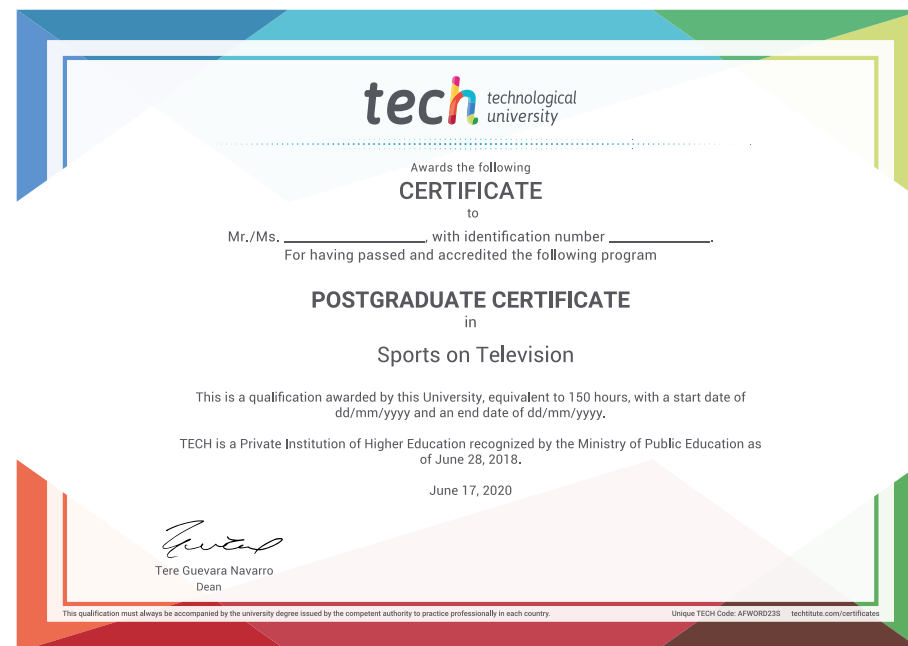 tech technological
university
Awards the following
CERTIFICATE
to
Mr./Ms. ____________________, with identification number ______________.
For having passed and accredited the following program
POSTGRADUATE CERTIFICATE
in
Sports on Television
This is a qualification awarded by this University, equivalent to 150 hours, with a start date of
dd/mm/yyyy and an end date of dd/mm/yyyy.
TECH is a Private Institution of Higher Education recognized by the Ministry of Public Education as
of June 28, 2018.
June 17, 2020
Tere Guevara Navarro
Dean
This qualification must always be accompanied by the university degree issued by the competent authority to practice professionally in each country. Unique TECH Code: AFWORD23S techtitute.com/certificates